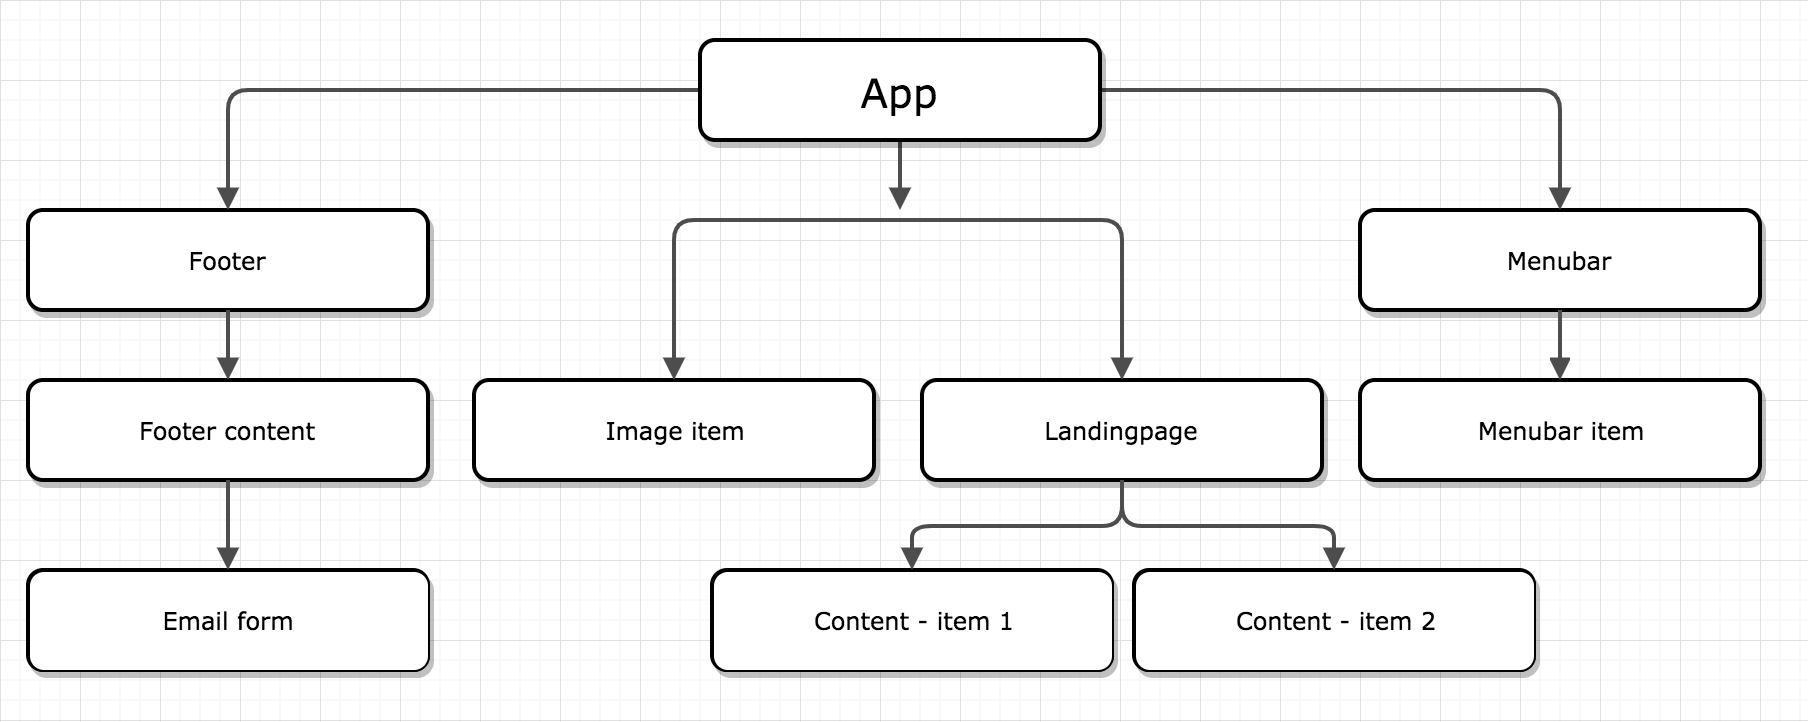 App
Footer
Menubar
Footer content
Image item
Landingpage
Menubar item
Email form
Content - item 1
Content - item 2